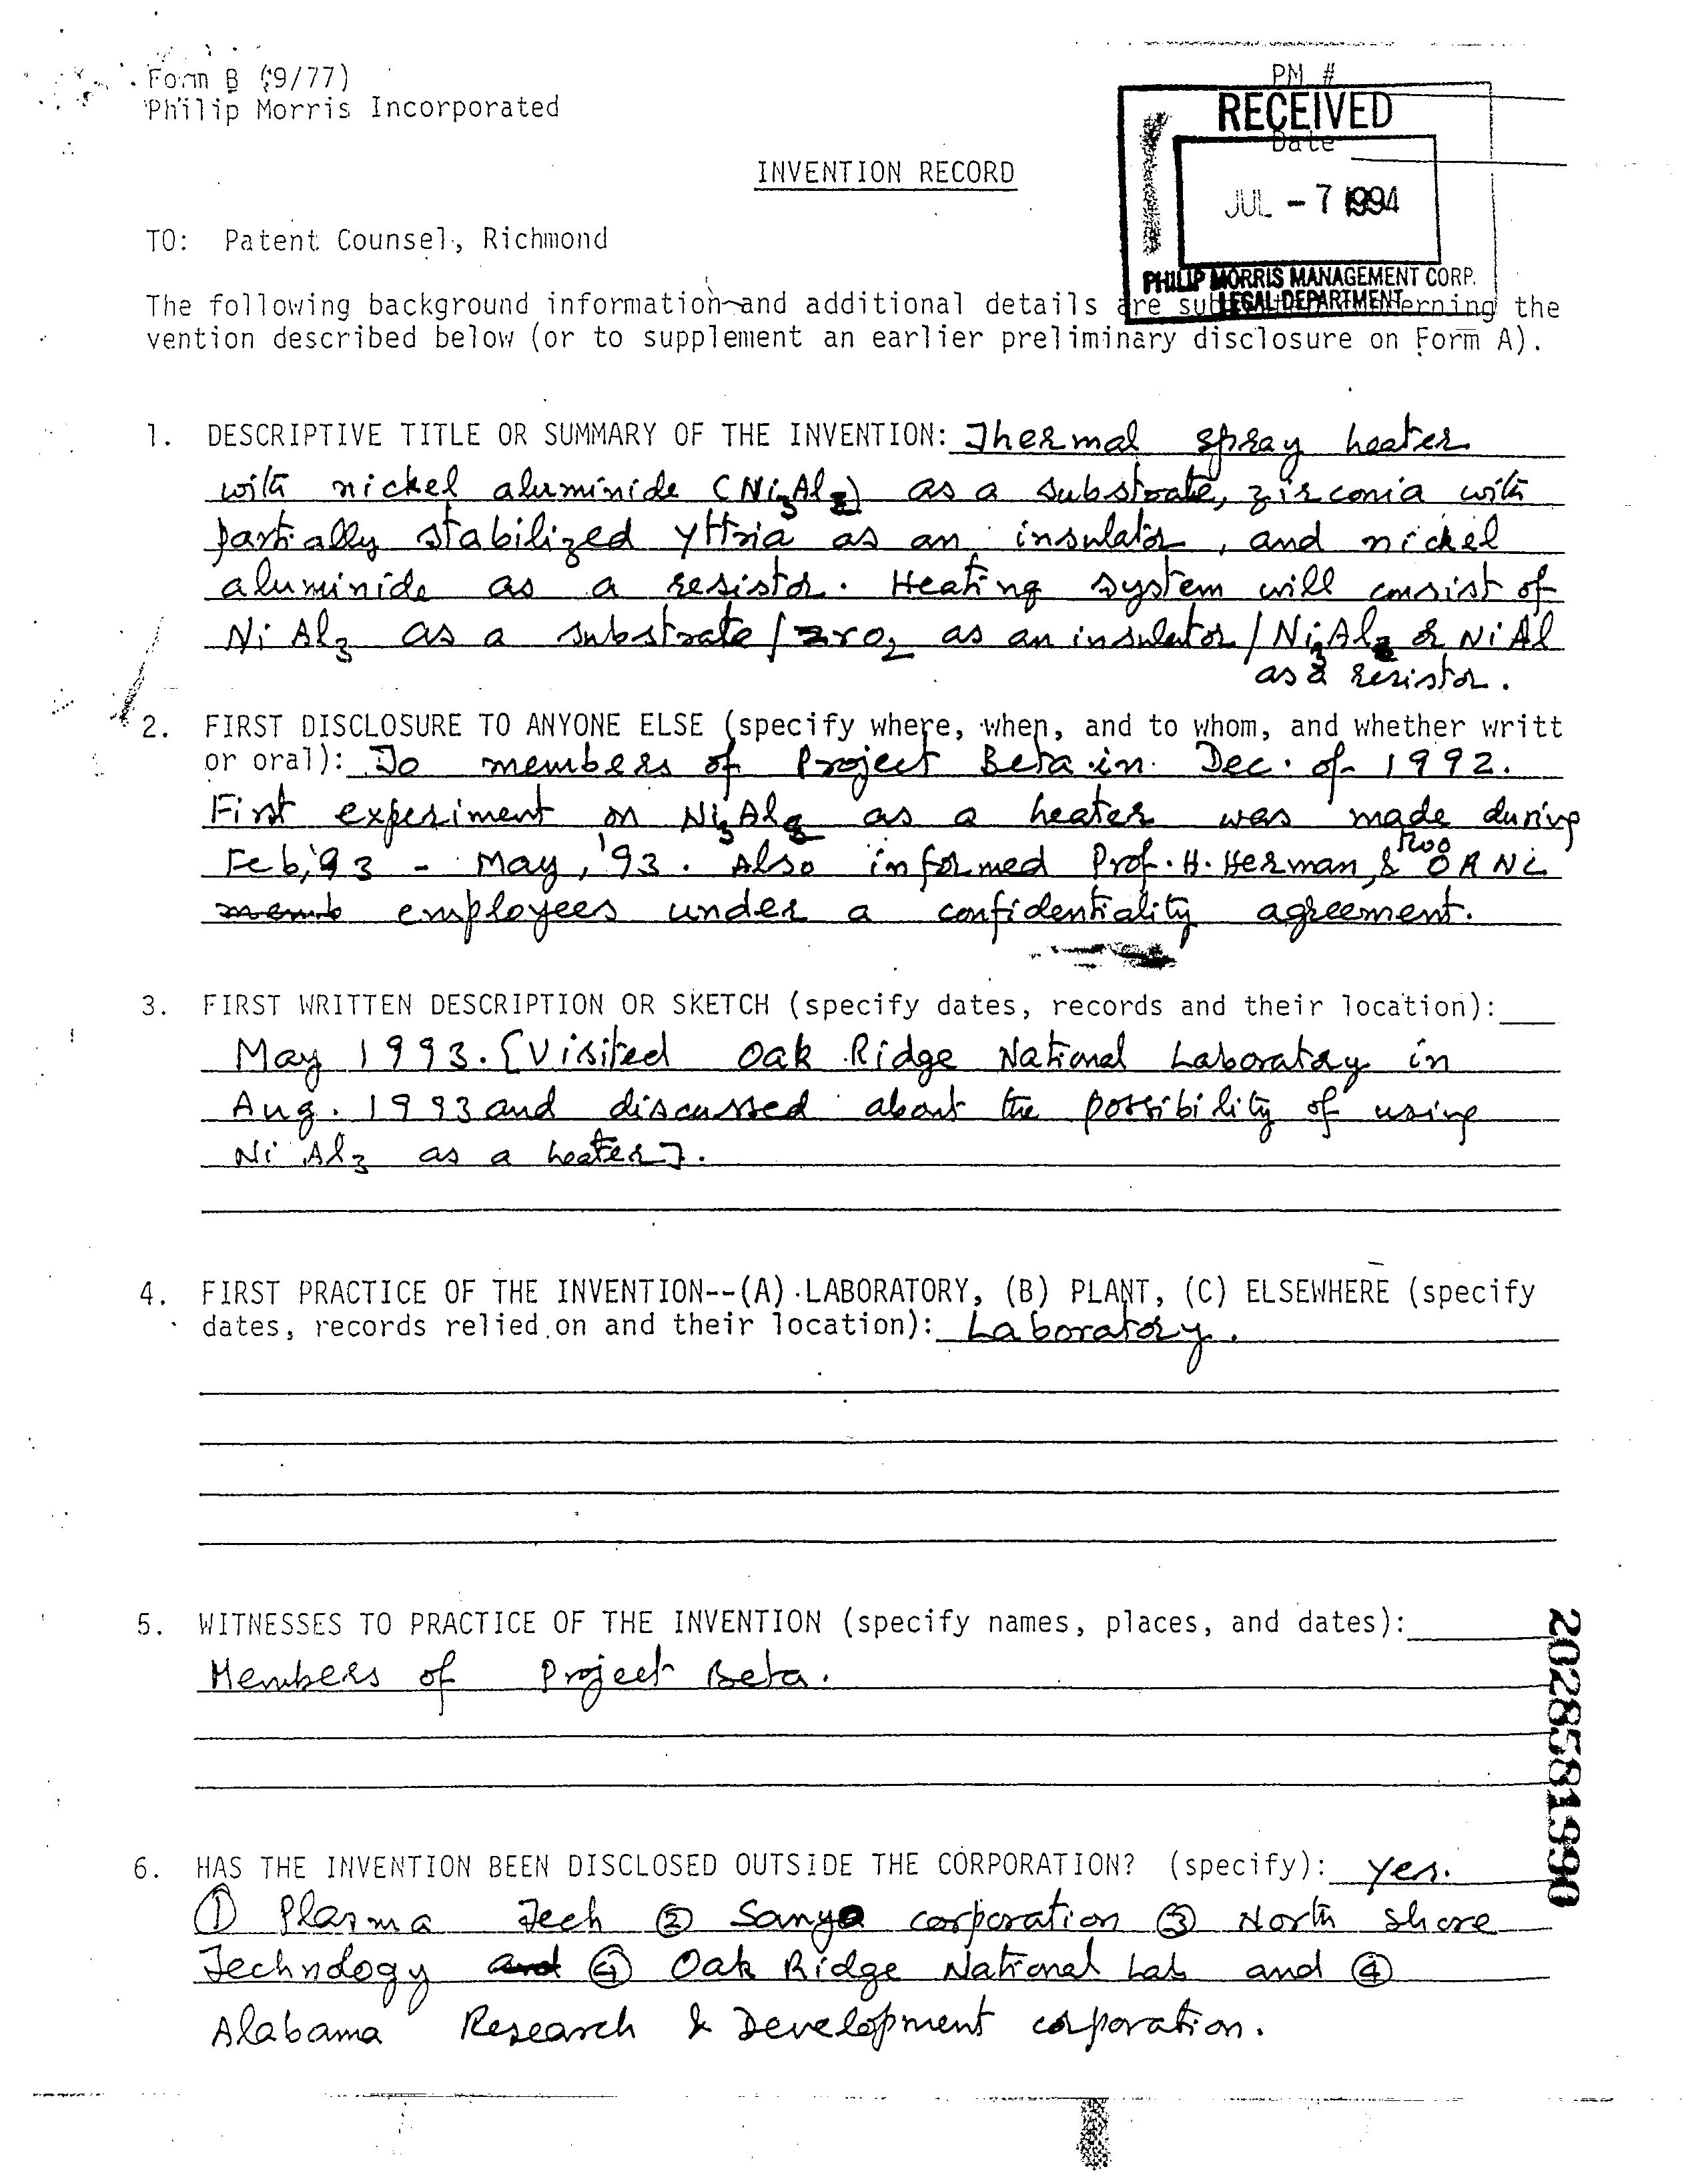 Form B (9/77)
Philip Morris Incorporated
PM #
RECEIVED
Date
JUL - 7 1994
PHILIP MORRIS MANAGEMENT CORP.
LEGAL DEPARTMENT
INVENTION RECORD
TO: Patent Counsel, Richmond
The following background information and additional details are sub erning the
vention described below (or to supplement an earlier preliminary disclosure on Form A).
1. DESCRIPTIVE TITLE OR SUMMARY OF THE INVENTION: Thermal spray heater
with nickel aluminide (Ni3Al) as a substrate, zirconia with
partially stabilized yttria as an insulator, and nickel
aluminide as a resistor. Heating system will consist of
Ni Al3 as a substrate / ZrO2 as an insulator / Ni3Al & NiAl
as a resistor.
2. FIRST DISCLOSURE TO ANYONE ELSE (specify where, when, and to whom, and whether writt
or oral): To members of Project Beta in Dec. of 1992.
First experiment on Ni3Al as a heater was made during
Feb,'93 - May,'93. Also informed Prof. H. Herman, & two ORNL
employees under a confidentiality agreement.
3. FIRST WRITTEN DESCRIPTION OR SKETCH (specify dates, records and their location):
May 1993. [Visited Oak Ridge National Laboratory in
Aug. 1993 and discussed about the possibility of using
Ni Al3 as a heater].
4. FIRST PRACTICE OF THE INVENTION--(A) LABORATORY, (B) PLANT, (C) ELSEWHERE (specify
dates, records relied on and their location): Laboratory.
5. WITNESSES TO PRACTICE OF THE INVENTION (specify names, places, and dates):
Members of Project Beta.
6. HAS THE INVENTION BEEN DISCLOSED OUTSIDE THE CORPORATION? (specify): Yes.
① Plasma Tech ② Sanyo corporation ③ North shore
Technology and ④ Oak Ridge National Lab and ④
Alabama Research & Development corporation.
2028581990